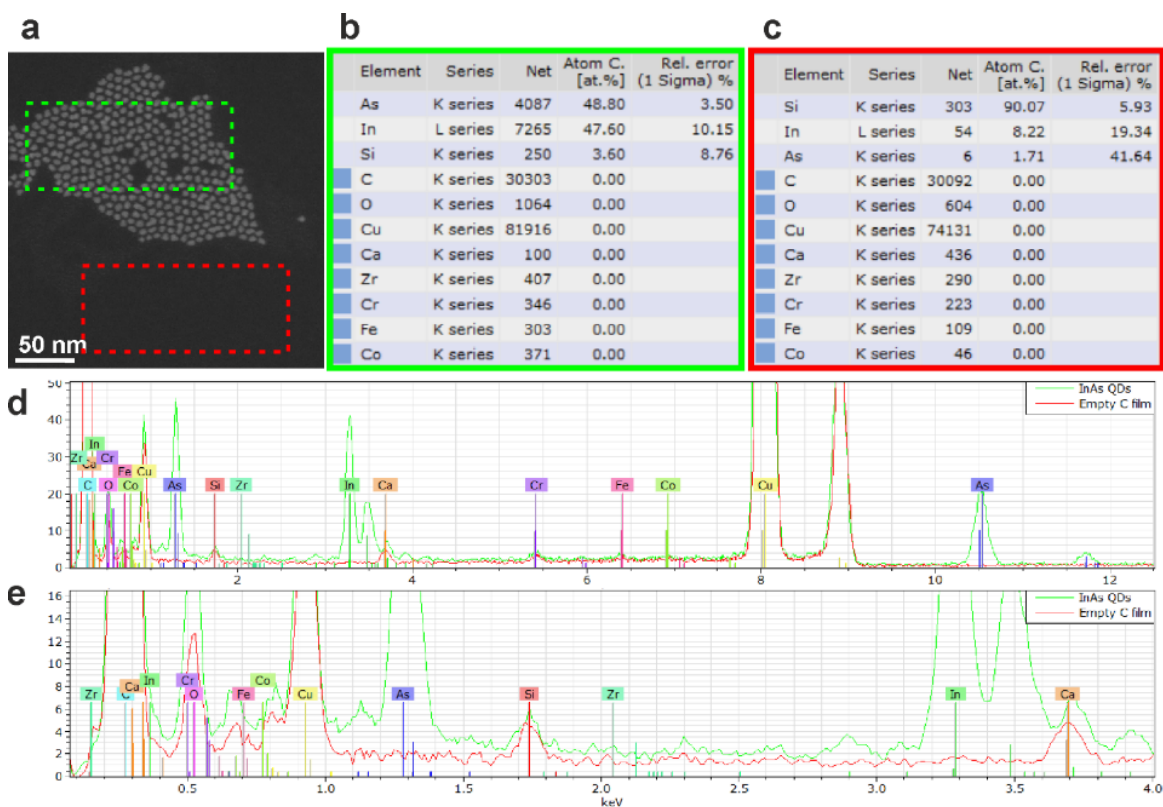 a
b
c
50 nm
Element Series Net Atom C. [at.%] Rel. error (1 Sigma) %
As K series 4087 48.80 3.50
In L series 7265 47.60 10.15
Si K series 250 3.60 8.76
C K series 30303 0.00
O K series 1064 0.00
Cu K series 81916 0.00
Ca K series 100 0.00
Zr K series 407 0.00
Cr K series 346 0.00
Fe K series 303 0.00
Co K series 371 0.00
Element Series Net Atom C. [at.%] Rel. error (1 Sigma) %
Si K series 303 90.07 5.93
In L series 54 8.22 19.34
As K series 6 1.71 41.64
C K series 30092 0.00
O K series 604 0.00
Cu K series 74131 0.00
Ca K series 436 0.00
Zr K series 290 0.00
Cr K series 223 0.00
Fe K series 109 0.00
Co K series 46 0.00
d
50
40
30
20
10
0
InAs QDs
Empty C film
In
Zr Cr
Ca Fe Cu
C O Co As Si Zr In Ca Cr Fe Co Cu As
2 4 6 8 10 12
e
16
14
12
10
8
6
4
2
0
InAs QDs
Empty C film
In Cr Co
Ca
Zr O Fe Cu As Si Zr In Ca
0.5 1.0 1.5 2.0 2.5 3.0 3.5 4.0
keV